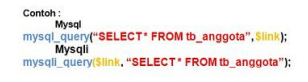 Contoh :
Mysql
mysql_query(“SELECT* FROM tb_anggota”,$link);
Mysqli
mysqli_query($link, “SELECT* FROM tb_anggota”);